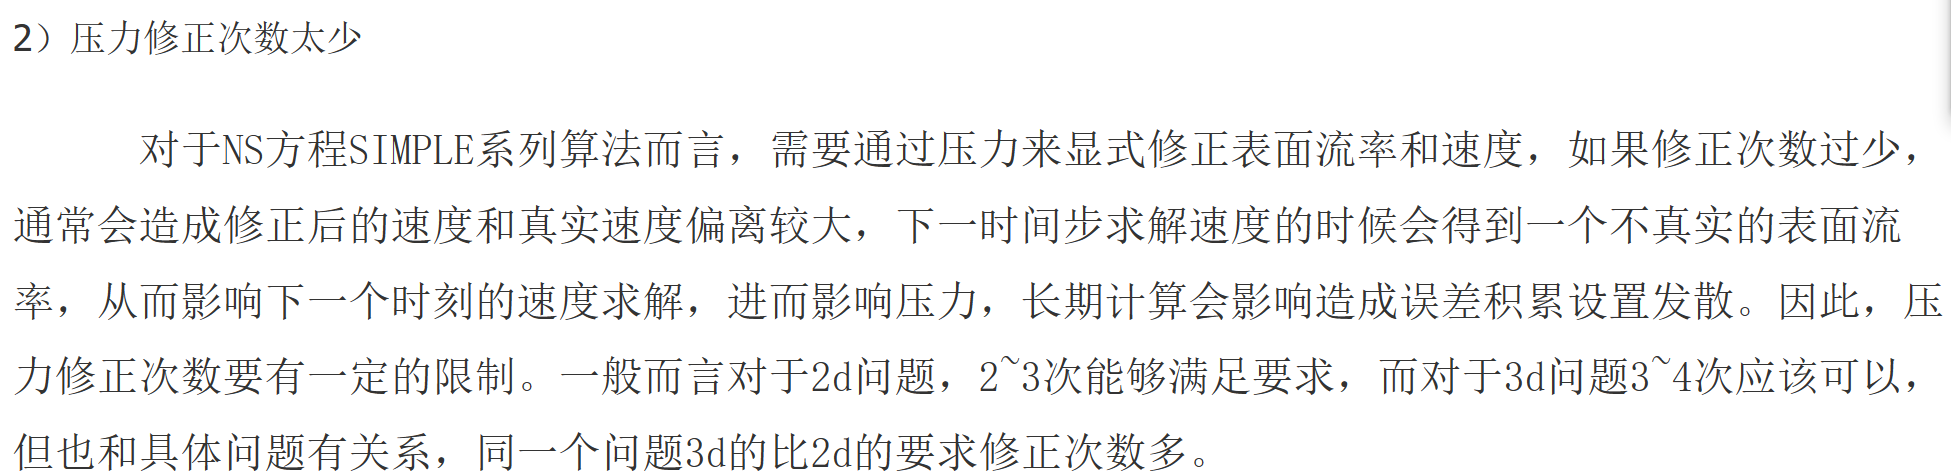 2）压力修正次数太少
对于NS方程SIMPLE系列算法而言，需要通过压力来显式修正表面流率和速度，如果修正次数过少，
通常会造成修正后的速度和真实速度偏离较大，下一时间步求解速度的时候会得到一个不真实的表面流
率，从而影响下一个时刻的速度求解，进而影响压力，长期计算会影响造成误差积累设置发散。因此，压
力修正次数要有一定的限制。一般而言对于2d问题，2~3次能够满足要求，而对于3d问题3~4次应该可以，
但也和具体问题有关系，同一个问题3d的比2d的要求修正次数多。